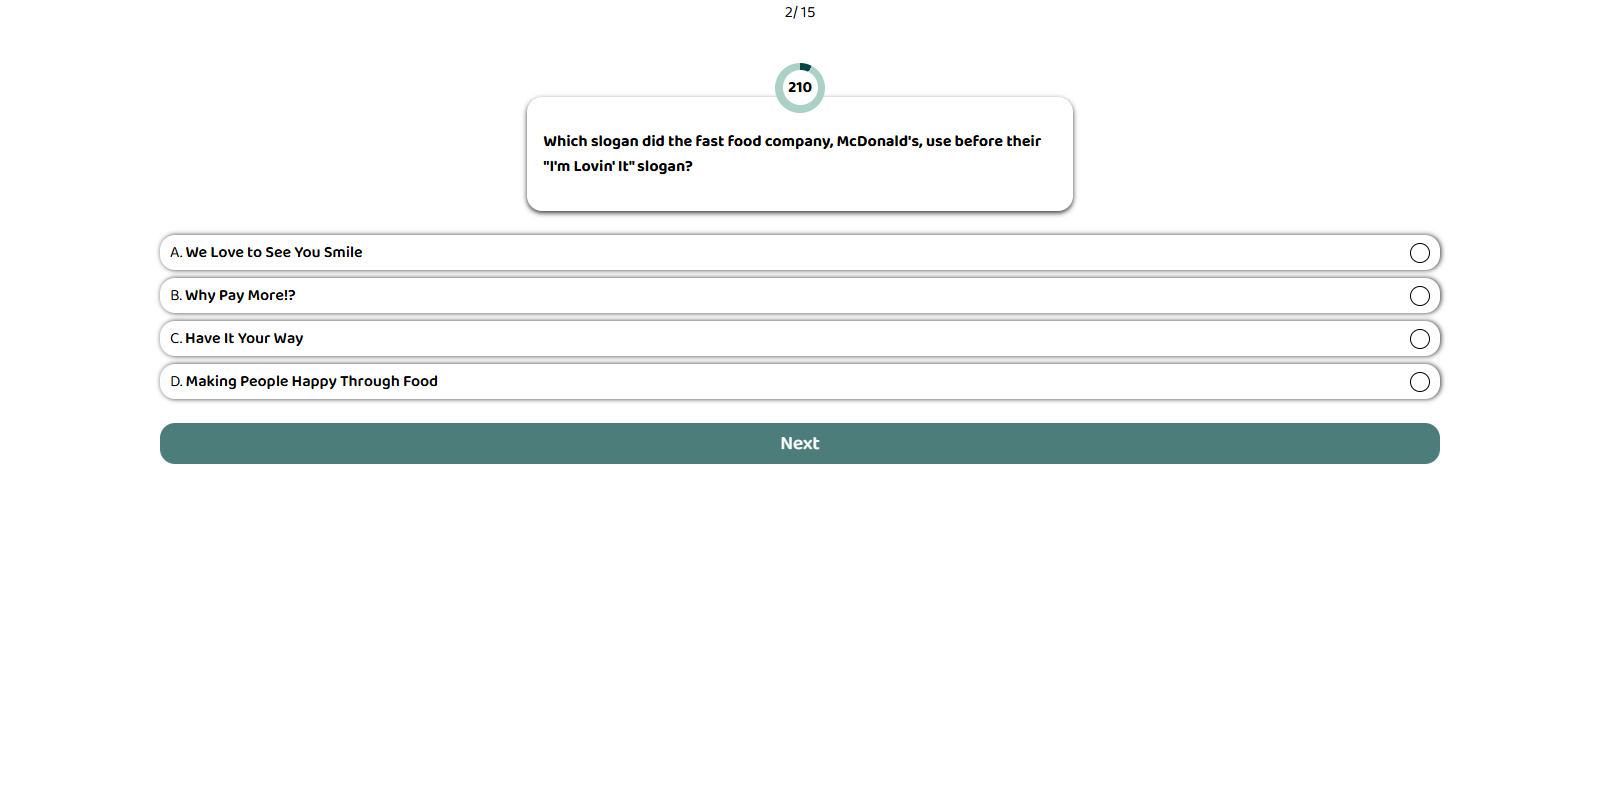 2/ 15
210
Which slogan did the fast food company, McDonald's, use before their
"I'm Lovin' It" slogan?
A. We Love to See You Smile
B. Why Pay More!?
C. Have It Your Way
D. Making People Happy Through Food
Next